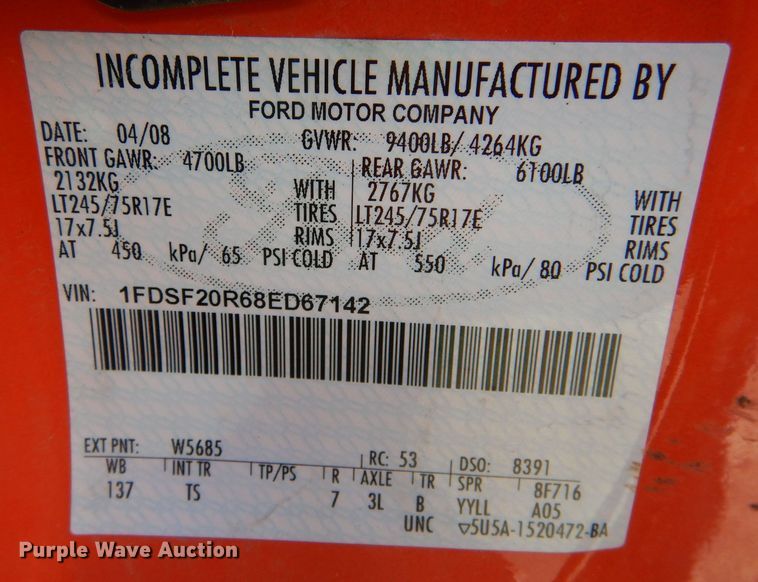 INCOMPLETE VEHICLE MANUFACTURED BY
FORD MOTOR COMPANY
DATE: 04/08 GVWR: 9400LB/ 4264KG
FRONT GAWR: 4700LB REAR GAWR: 6100LB
2132KG WITH 2767KG WITH
LT245/75R17E TIRES LT245/75R17E TIRES
17x7.5J RIMS 17x7.5J RIMS
AT 450 kPa/ 65 PSI COLD AT 550 kPa/ 80 PSI COLD
VIN: 1FDSF20R68ED67142
EXT PNT: W5685 RC: 53 DSO: 8391
WB INT TR TP/PS R AXLE TR SPR 8F716
137 TS 7 3L B YYLL A05
UNC ▽5U5A-1520472-BA
Purple Wave Auction